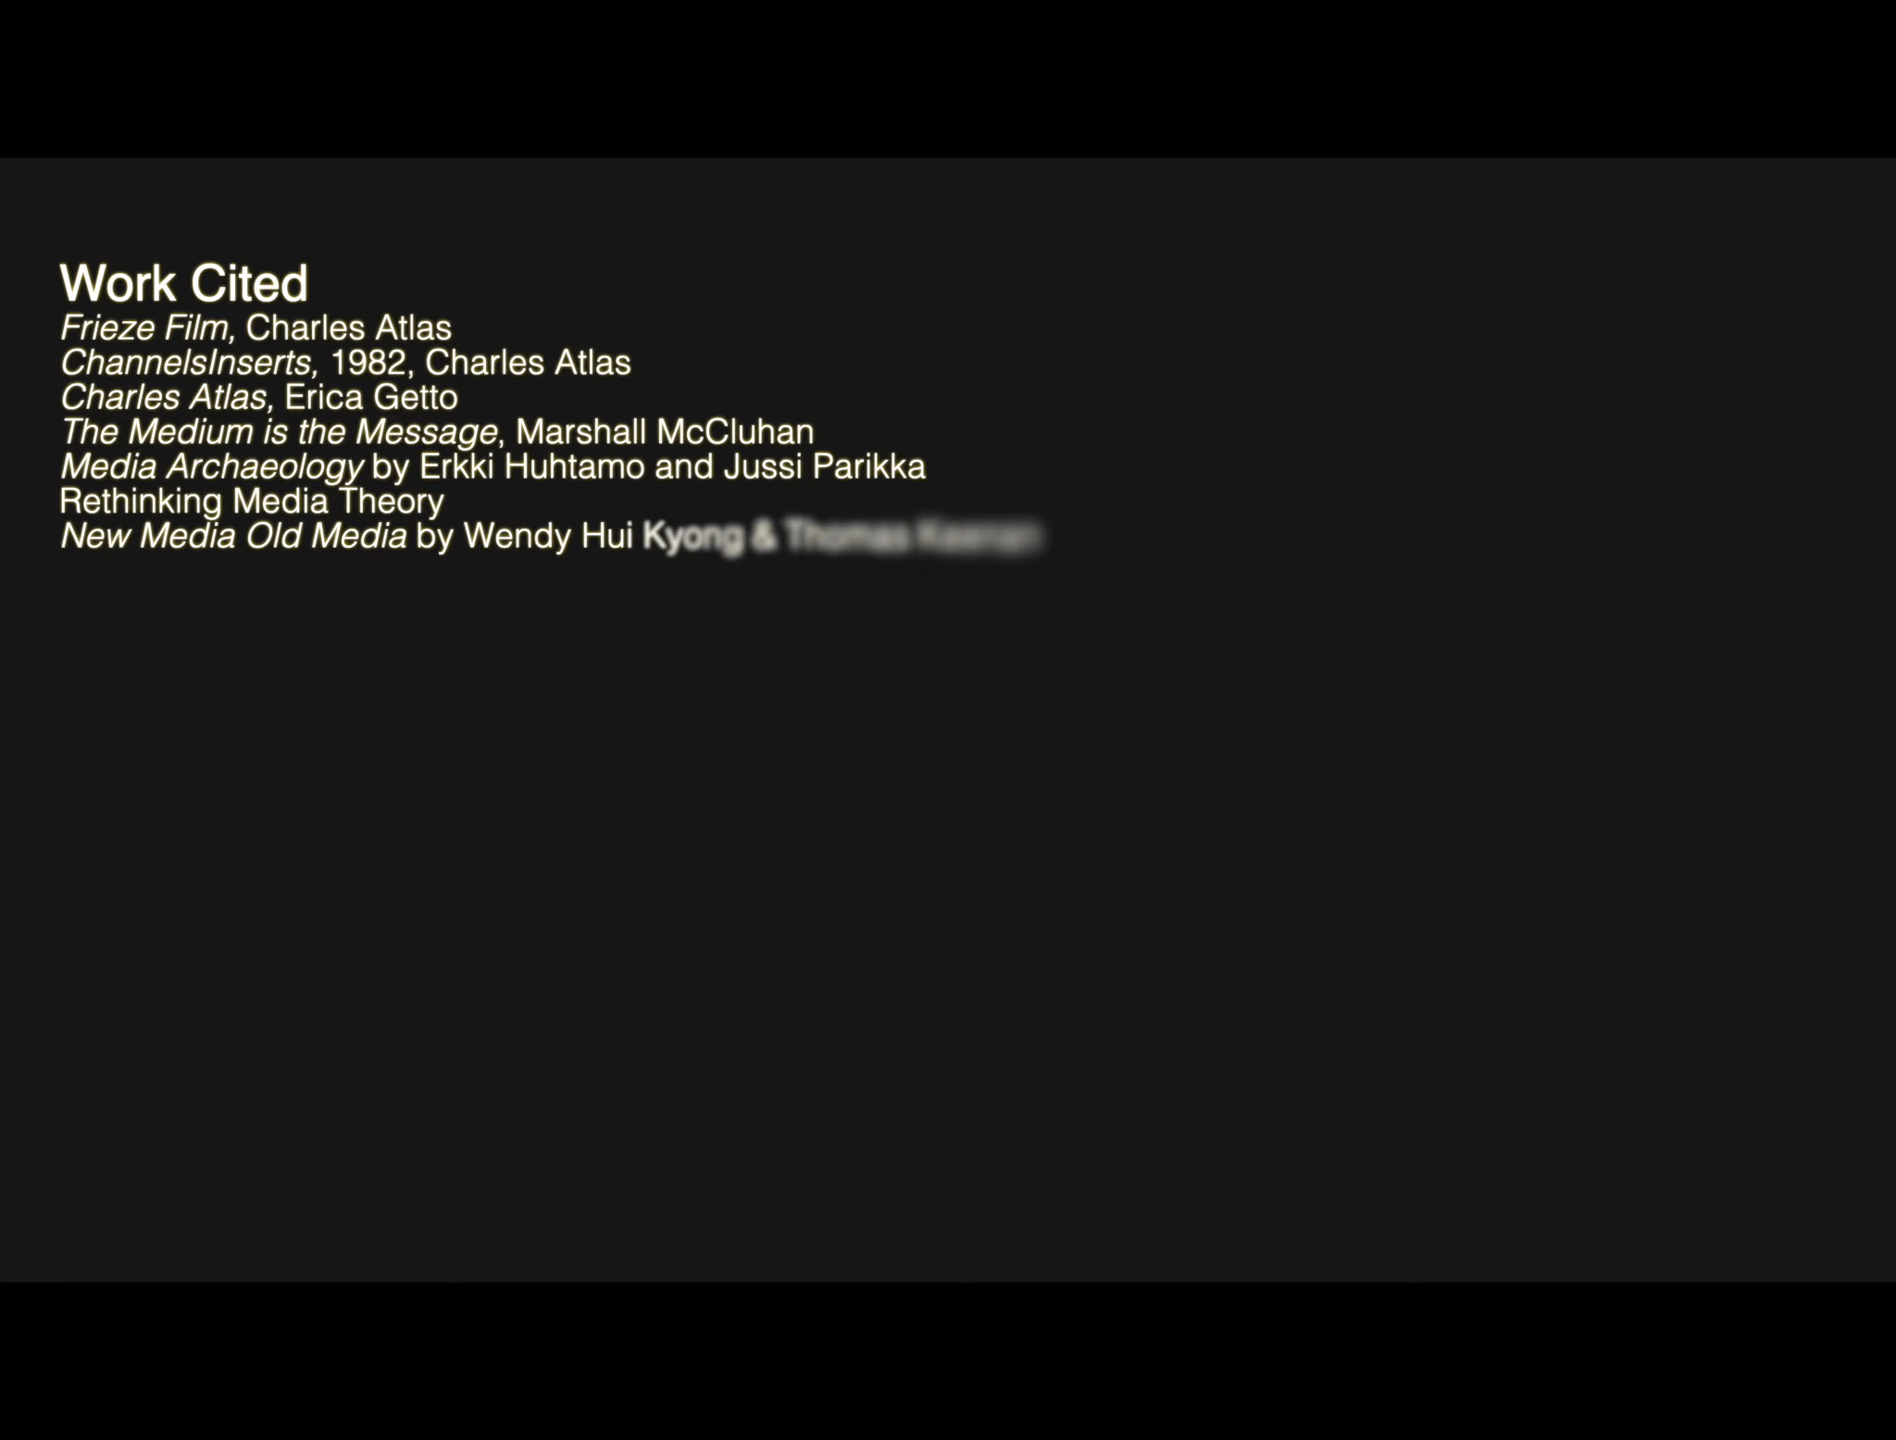 Work Cited
Frieze Film, Charles Atlas
ChannelsInserts, 1982, Charles Atlas
Charles Atlas, Erica Getto
The Medium is the Message, Marshall McCluhan
Media Archaeology by Erkki Huhtamo and Jussi Parikka
Rethinking Media Theory
New Media Old Media by Wendy Hui Kyong & Thomas Keenan